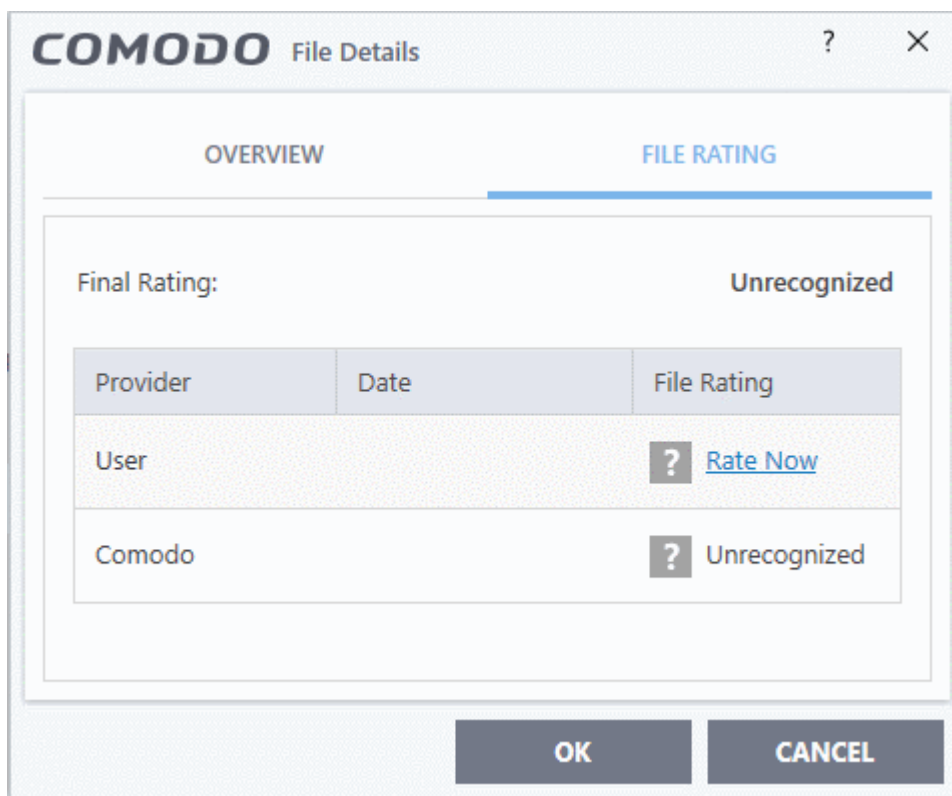 COMODO File Details ?
OVERVIEW FILE RATING
Final Rating: Unrecognized
Provider Date File Rating
User ? Rate Now
Comodo ? Unrecognized
OK CANCEL